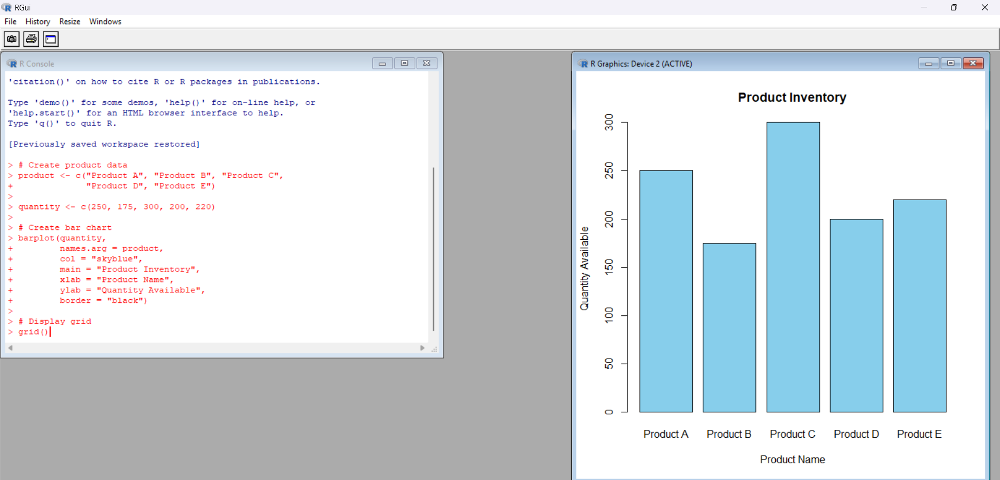 RGui
File History Resize Windows
R Console
'citation()' on how to cite R or R packages in publications.
Type 'demo()' for some demos, 'help()' for on-line help, or
'help.start()' for an HTML browser interface to help.
Type 'q()' to quit R.
[Previously saved workspace restored]
> # Create product data
> product <- c("Product A", "Product B", "Product C",
+              "Product D", "Product E")
>
> quantity <- c(250, 175, 300, 200, 220)
>
> # Create bar chart
> barplot(quantity,
+         names.arg = product,
+         col = "skyblue",
+         main = "Product Inventory",
+         xlab = "Product Name",
+         ylab = "Quantity Available",
+         border = "black")
>
> # Display grid
> grid()
R Graphics: Device 2 (ACTIVE)
Product Inventory
Quantity Available
300
250
200
150
100
50
0
Product A Product B Product C Product D Product E
Product Name